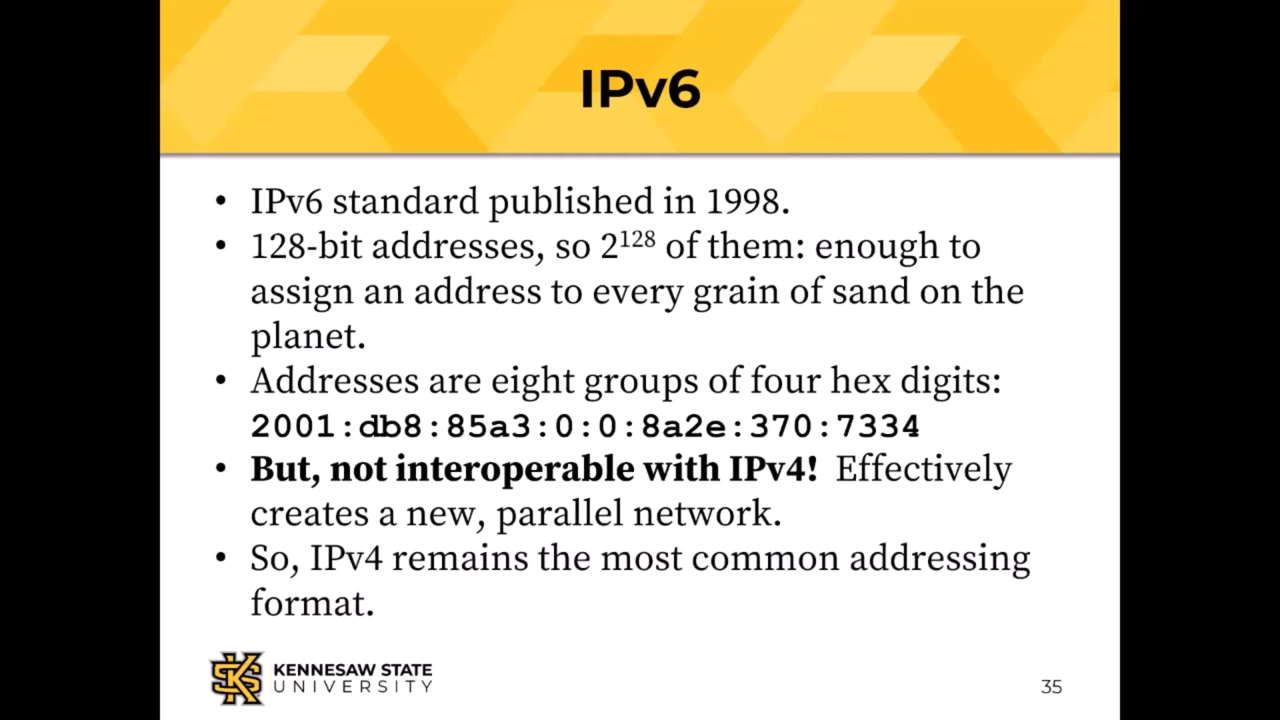 IPv6
• IPv6 standard published in 1998.
• 128-bit addresses, so 2¹²⁸ of them: enough to
assign an address to every grain of sand on the
planet.
• Addresses are eight groups of four hex digits:
2001:db8:85a3:0:0:8a2e:370:7334
• But, not interoperable with IPv4! Effectively
creates a new, parallel network.
• So, IPv4 remains the most common addressing
format.
KENNESAW STATE
UNIVERSITY
35